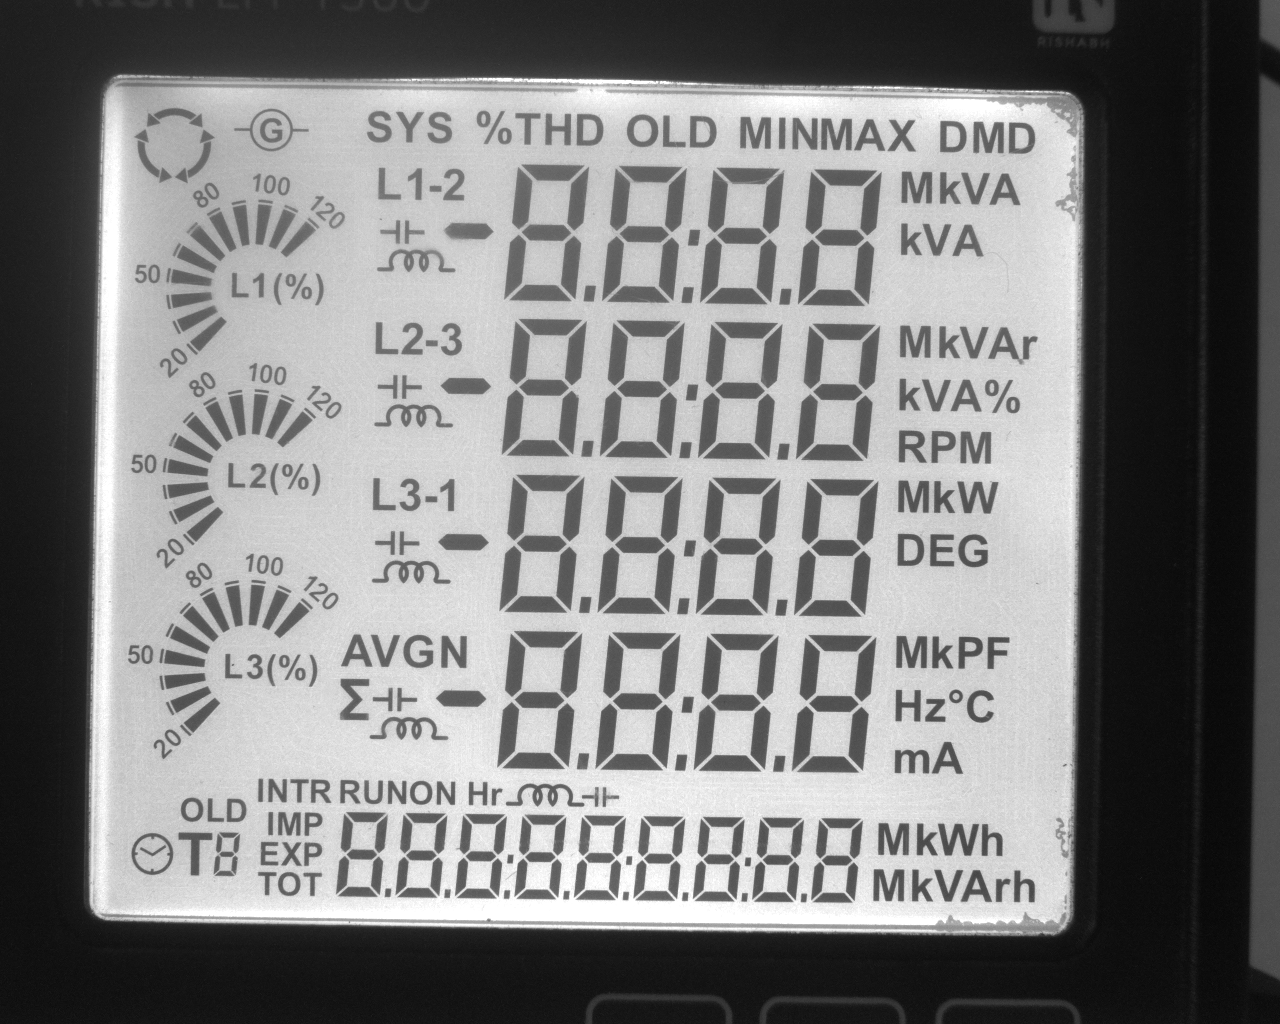 RISHABH
G SYS %THD OLD MINMAX DMD
80 100 120
50
20
L1(%)
L1-2 8.8.:8.8 MkVA
kVA
80 100 120
50
20
L2(%)
L2-3 8.8.:8.8 MkVAr
kVA%
RPM
80 100 120
50
20
L3(%)
L3-1 8.8.:8.8 MkW
DEG
AVGN 8.8.:8.8 MkPF
Σ Hz°C
mA
INTR RUNON Hr
OLD
T8
IMP
EXP
TOT
8.8.8.:8.8.:8.8.:8.8
MkWh
MkVArh